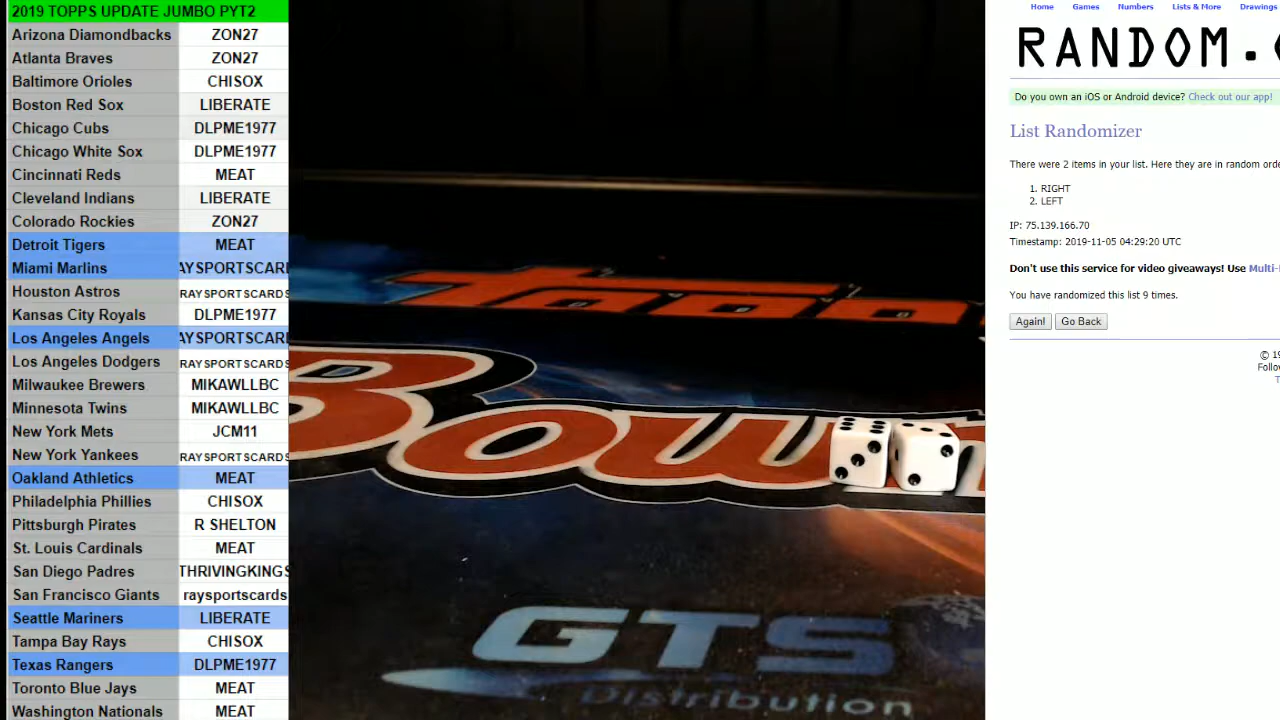 2019 TOPPS UPDATE JUMBO PYT2
Arizona Diamondbacks ZON27
Atlanta Braves ZON27
Baltimore Orioles CHISOX
Boston Red Sox LIBERATE
Chicago Cubs DLPME1977
Chicago White Sox DLPME1977
Cincinnati Reds MEAT
Cleveland Indians LIBERATE
Colorado Rockies ZON27
Detroit Tigers MEAT
Miami Marlins AYSPORTSCARD
Houston Astros RAYSPORTSCARDS
Kansas City Royals DLPME1977
Los Angeles Angels AYSPORTSCARD
Los Angeles Dodgers RAYSPORTSCARDS
Milwaukee Brewers MIKAWLLBC
Minnesota Twins MIKAWLLBC
New York Mets JCM11
New York Yankees RAYSPORTSCARDS
Oakland Athletics MEAT
Philadelphia Phillies CHISOX
Pittsburgh Pirates R SHELTON
St. Louis Cardinals MEAT
San Diego Padres THRIVINGKINGS
San Francisco Giants raysportscards
Seattle Mariners LIBERATE
Tampa Bay Rays CHISOX
Texas Rangers DLPME1977
Toronto Blue Jays MEAT
Washington Nationals MEAT
Bown
GTS
Distribution
Home Games Numbers Lists & More Drawings
RANDOM.
Do you own an iOS or Android device? Check out our app!
List Randomizer
There were 2 items in your list. Here they are in random orde
1. RIGHT
2. LEFT
IP: 75.139.166.70
Timestamp: 2019-11-05 04:29:20 UTC
Don't use this service for video giveaways! Use Multi-
You have randomized this list 9 times.
Again! Go Back
© 19
Follow